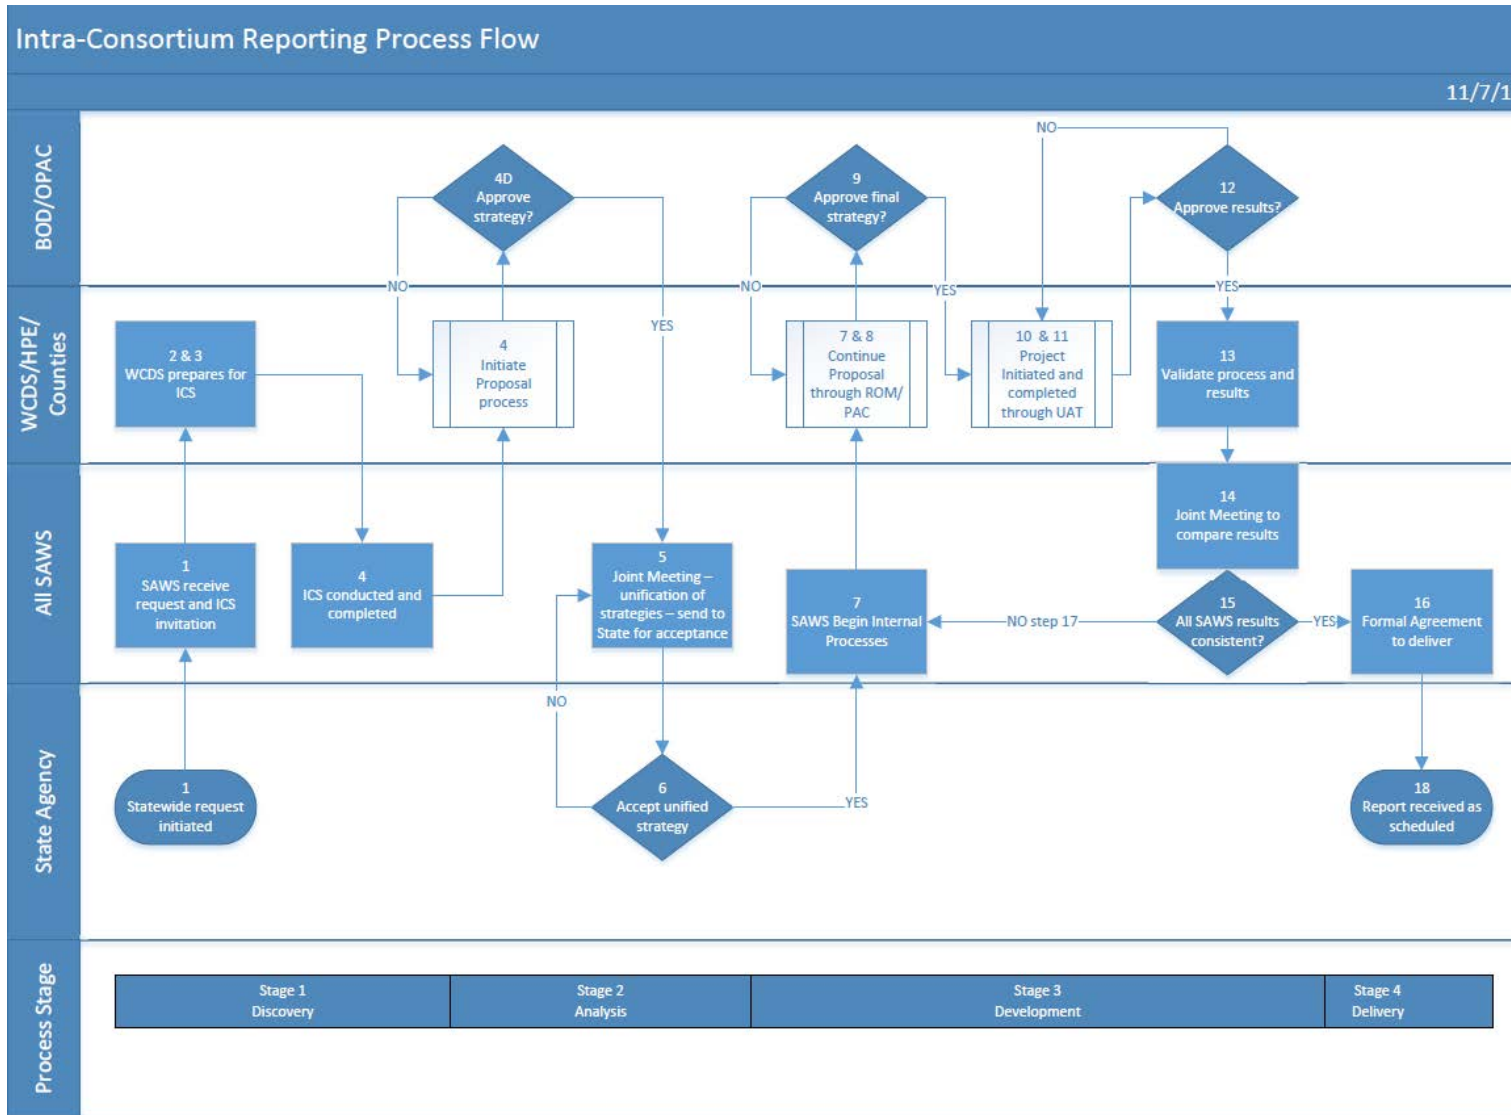 Intra-Consortium Reporting Process Flow
11/7/1
BOD/OPAC
4D
Approve
strategy?
9
Approve final
strategy?
NO
12
Approve results?
NO
NO
YES
YES
WCDS/HPE/
Counties
2 & 3
WCDS prepares for
ICS
4
Initiate
Proposal
process
YES
7 & 8
Continue
Proposal
through ROM/
PAC
10 & 11
Project
Initiated and
completed
through UAT
13
Validate process and
results
All SAWS
1
SAWS receive
request and ICS
invitation
4
ICS conducted and
completed
5
Joint Meeting –
unification of
strategies – send to
State for acceptance
7
SAWS Begin Internal
Processes
NO step 17
14
Joint Meeting to
compare results
15
All SAWS results
consistent?
YES
16
Formal Agreement
to deliver
State Agency
1
Statewide request
initiated
NO
6
Accept unified
strategy
YES
18
Report received as
scheduled
Process Stage
Stage 1
Discovery
Stage 2
Analysis
Stage 3
Development
Stage 4
Delivery